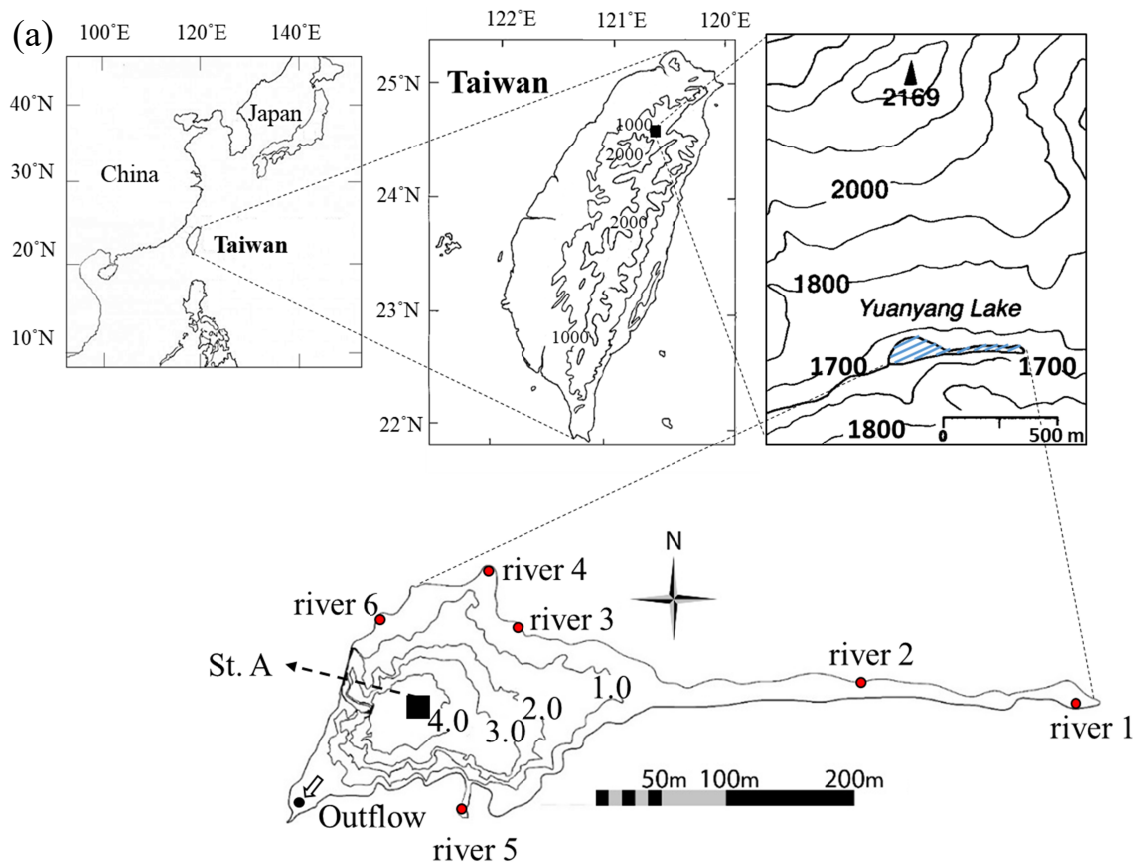 (a)
100°E 120°E 140°E
40°N
30°N
20°N
10°N
Japan
China
Taiwan
122°E 121°E 120°E
25°N
24°N
23°N
22°N
Taiwan
1000
2000
2000
1000
2169
2000
1800
Yuanyang Lake
1700 1700
1800
0 500 m
N
river 4
river 6
river 3
St. A
river 2
1.0
2.0
4.0
3.0
river 1
50m 100m 200m
Outflow
river 5